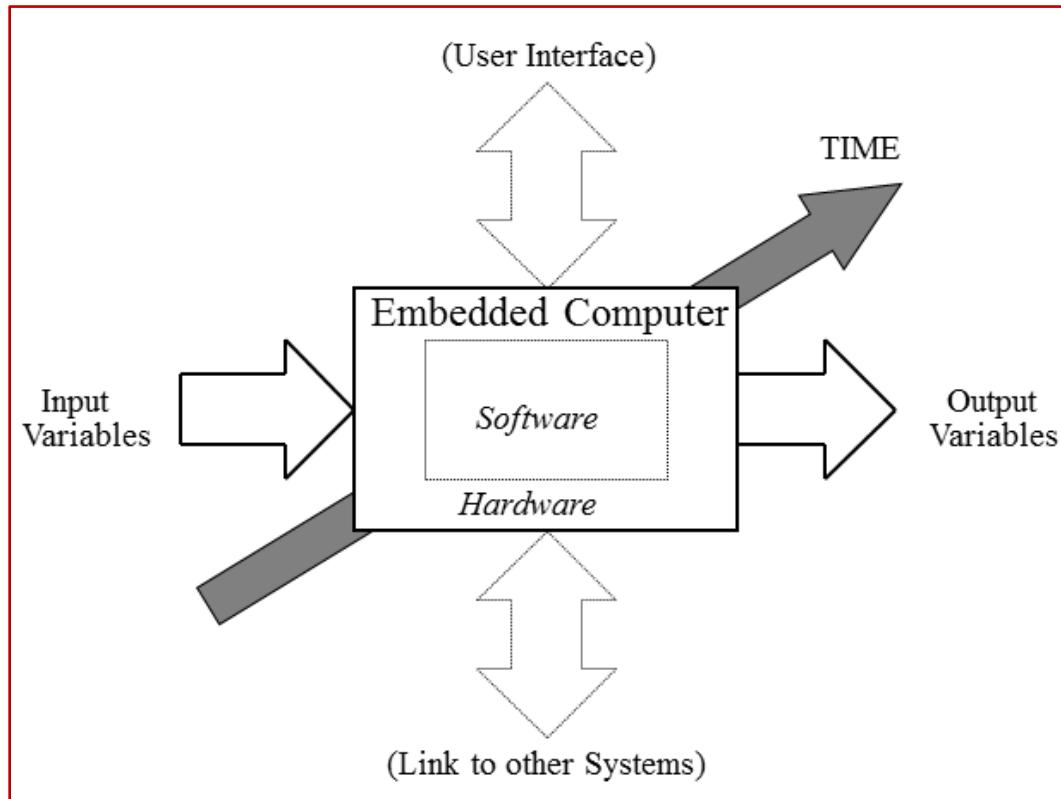 (User Interface)
TIME
Embedded Computer
Input
Variables
Software
Output
Variables
Hardware
(Link to other Systems)